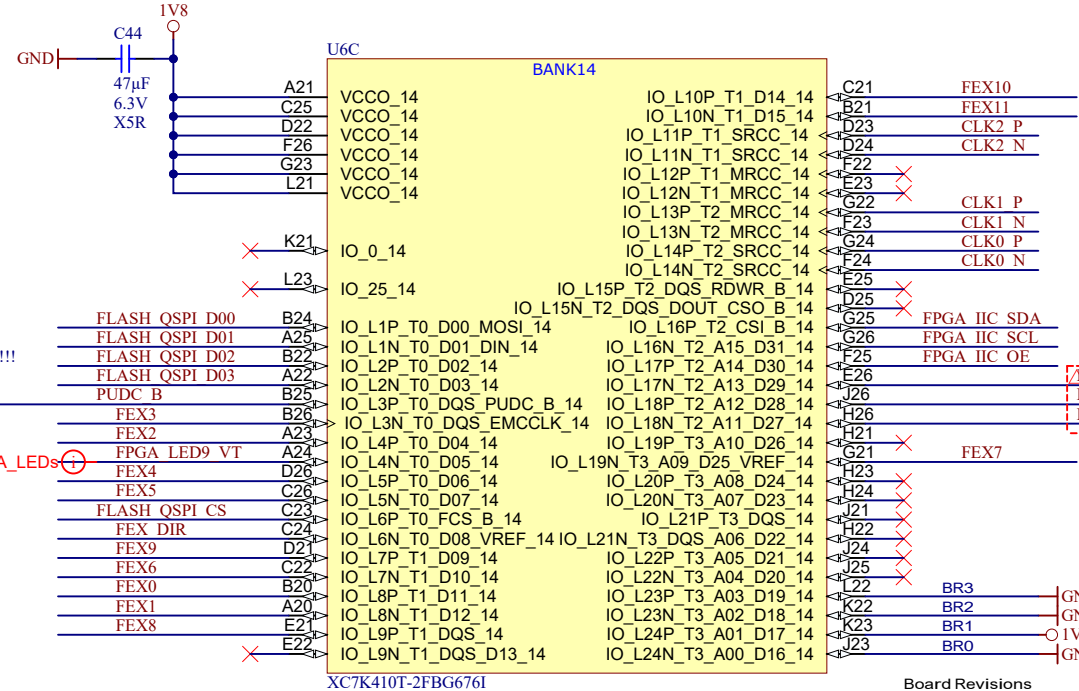 1V8
C44
GND
47µF
6.3V
X5R
U6C
BANK14
A21 VCCO_14
C25 VCCO_14
D22 VCCO_14
F26 VCCO_14
G23 VCCO_14
L21 VCCO_14
K21 IO_0_14
L23 IO_25_14
FLASH_QSPI_D00 B24 IO_L1P_T0_D00_MOSI_14
FLASH_QSPI_D01 A25 IO_L1N_T0_D01_DIN_14
!!! FLASH_QSPI_D02 B22 IO_L2P_T0_D02_14
FLASH_QSPI_D03 A22 IO_L2N_T0_D03_14
PUDC_B B25 IO_L3P_T0_DQS_PUDC_B_14
FEX3 B26 IO_L3N_T0_DQS_EMCCLK_14
FEX2 A23 IO_L4P_T0_D04_14
A_LEDs i FPGA_LED9_VT A24 IO_L4N_T0_D05_14
FEX4 D26 IO_L5P_T0_D06_14
FEX5 C26 IO_L5N_T0_D07_14
FLASH_QSPI_CS C23 IO_L6P_T0_FCS_B_14
FEX_DIR C24 IO_L6N_T0_D08_VREF_14
FEX9 D21 IO_L7P_T1_D09_14
FEX6 C22 IO_L7N_T1_D10_14
FEX0 B20 IO_L8P_T1_D11_14
FEX1 A20 IO_L8N_T1_D12_14
FEX8 E21 IO_L9P_T1_DQS_14
E22 IO_L9N_T1_DQS_D13_14
IO_L10P_T1_D14_14 C21 FEX10
IO_L10N_T1_D15_14 B21 FEX11
IO_L11P_T1_SRCC_14 D23 CLK2_P
IO_L11N_T1_SRCC_14 D24 CLK2_N
IO_L12P_T1_MRCC_14 F22
IO_L12N_T1_MRCC_14 E23
IO_L13P_T2_MRCC_14 G22 CLK1_P
IO_L13N_T2_MRCC_14 F23 CLK1_N
IO_L14P_T2_SRCC_14 G24 CLK0_P
IO_L14N_T2_SRCC_14 F24 CLK0_N
IO_L15P_T2_DQS_RDWR_B_14 E25
IO_L15N_T2_DQS_DOUT_CSO_B_14 D25
IO_L16P_T2_CSI_B_14 G25 FPGA_IIC_SDA
IO_L16N_T2_A15_D31_14 G26 FPGA_IIC_SCL
IO_L17P_T2_A14_D30_14 F25 FPGA_IIC_OE
IO_L17N_T2_A13_D29_14 E26
IO_L18P_T2_A12_D28_14 J26
IO_L18N_T2_A11_D27_14 H26
IO_L19P_T3_A10_D26_14 H21
IO_L19N_T3_A09_D25_VREF_14 G21 FEX7
IO_L20P_T3_A08_D24_14 H23
IO_L20N_T3_A07_D23_14 H24
IO_L21P_T3_DQS_14 J21
IO_L21N_T3_DQS_A06_D22_14 H22
IO_L22P_T3_A05_D21_14 J24
IO_L22N_T3_A04_D20_14 J25
IO_L23P_T3_A03_D19_14 L22 BR3 GN
IO_L23N_T3_A02_D18_14 K22 BR2 GN
IO_L24P_T3_A01_D17_14 K23 BR1 1V
IO_L24N_T3_A00_D16_14 J23 BR0 GN
XC7K410T-2FBG676I
Board Revisions